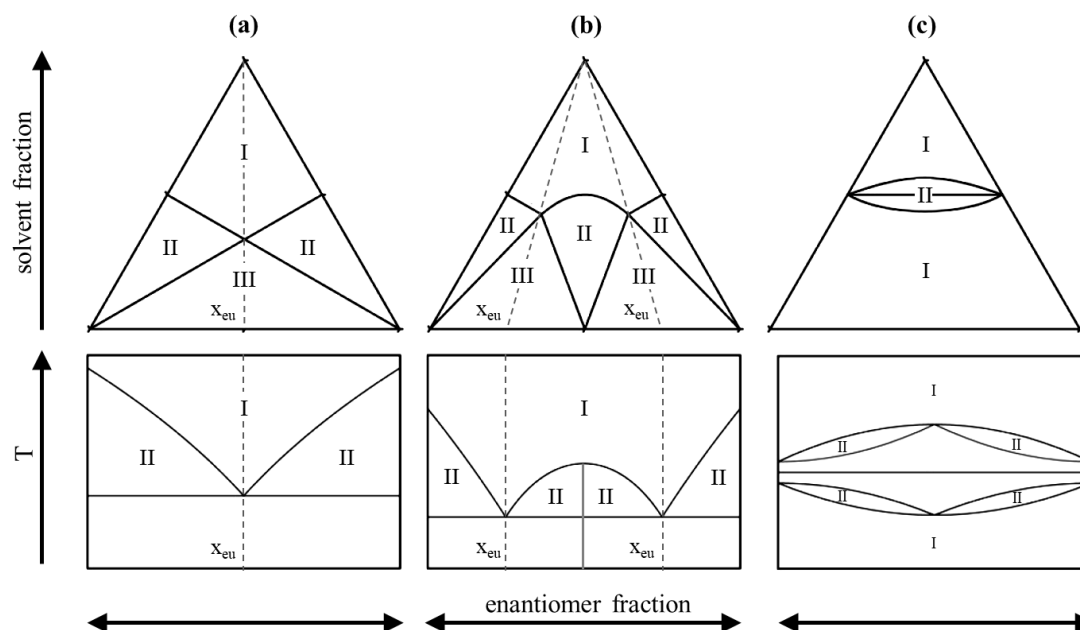 (a) (b) (c)
solvent fraction
I
II II
III
x_eu
I
II II II
III III
x_eu x_eu
I
II
I
T
I
II II
x_eu
I
II II II II
x_eu x_eu
I
II II
II II
I
enantiomer fraction